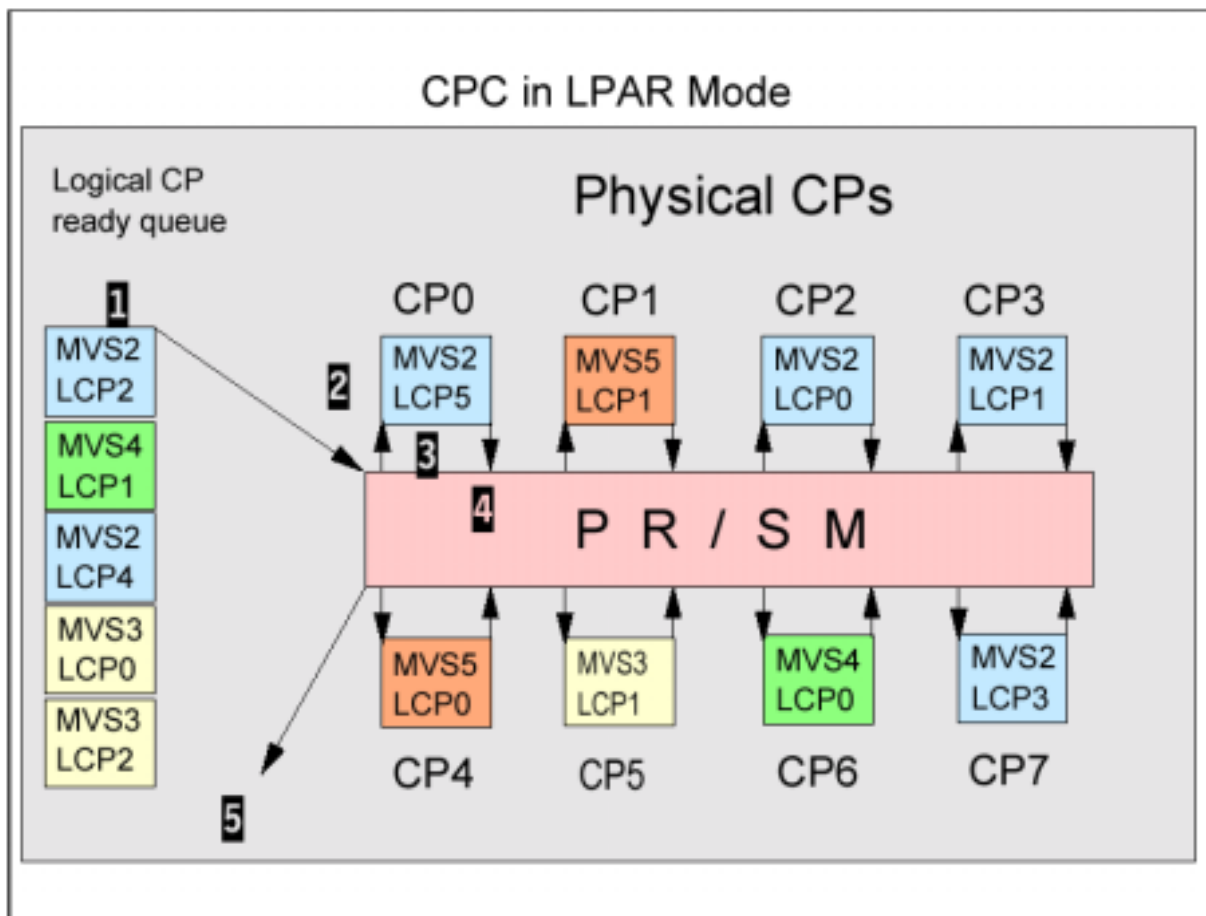 CPC in LPAR Mode
Logical CP
ready queue
Physical CPs
1
MVS2
LCP2
MVS4
LCP1
MVS2
LCP4
MVS3
LCP0
MVS3
LCP2
2
3
4
5
CP0
MVS2
LCP5
CP1
MVS5
LCP1
CP2
MVS2
LCP0
CP3
MVS2
LCP1
P R / S M
MVS5
LCP0
CP4
MVS3
LCP1
CP5
MVS4
LCP0
CP6
MVS2
LCP3
CP7